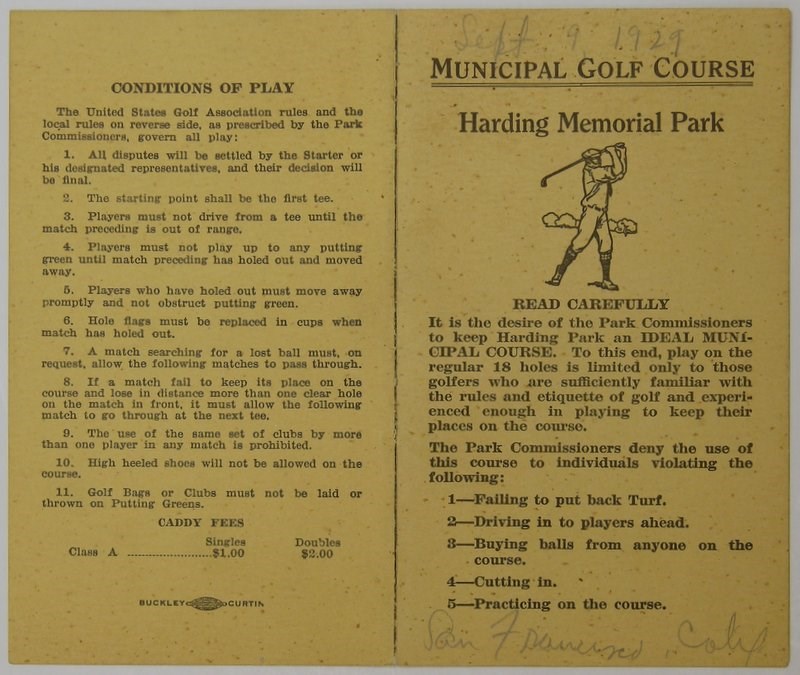 CONDITIONS OF PLAY
The United States Golf Association rules and the
local rules on reverse side, as prescribed by the Park
Commissioners, govern all play:
1. All disputes will be settled by the Starter or
his designated representatives, and their decision will
be final.
2. The starting point shall be the first tee.
3. Players must not drive from a tee until the
match preceding is out of range.
4. Players must not play up to any putting
green until match preceding has holed out and moved
away.
5. Players who have holed out must move away
promptly and not obstruct putting green.
6. Hole flags must be replaced in cups when
match has holed out.
7. A match searching for a lost ball must, on
request, allow the following matches to pass through.
8. If a match fail to keep its place on the
course and lose in distance more than one clear hole
on the match in front, it must allow the following
match to go through at the next tee.
9. The use of the same set of clubs by more
than one player in any match is prohibited.
10. High heeled shoes will not be allowed on the
course.
11. Golf Bags or Clubs must not be laid or
thrown on Putting Greens.
CADDY FEES
Singles Doubles
Class A ........................$1.00 $2.00
BUCKLEY CURTIN
Sept 9 1929
MUNICIPAL GOLF COURSE
Harding Memorial Park
READ CAREFULLY
It is the desire of the Park Commissioners
to keep Harding Park an IDEAL MUNI-
CIPAL COURSE. To this end, play on the
regular 18 holes is limited only to those
golfers who are sufficiently familiar with
the rules and etiquette of golf and experi-
enced enough in playing to keep their
places on the course.
The Park Commissioners deny the use of
this course to individuals violating the
following:
1—Failing to put back Turf.
2—Driving in to players ahead.
3—Buying balls from anyone on the
course.
4—Cutting in.
5—Practicing on the course.
San Francisco, Calif